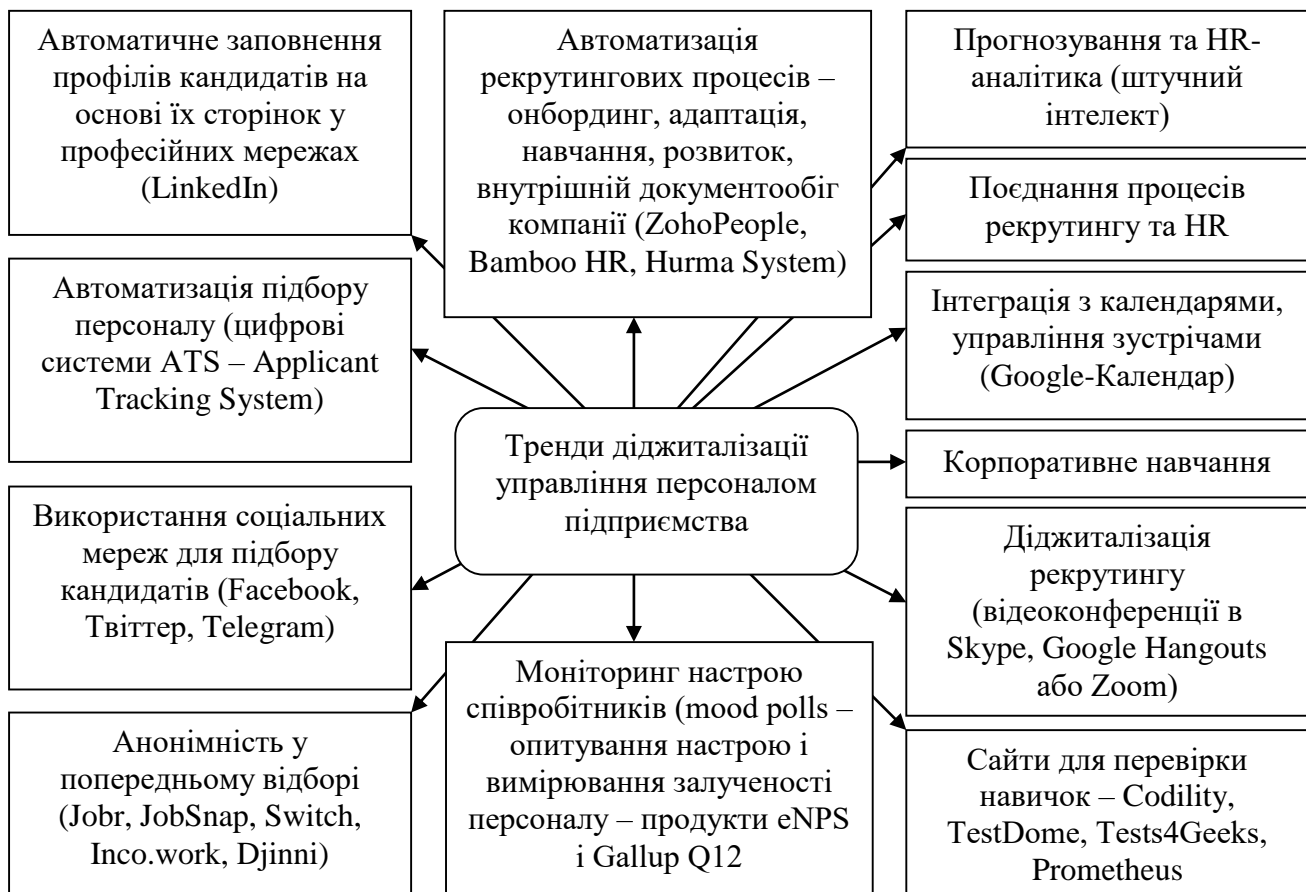 Автоматичне заповнення
профілів кандидатів на
основі їх сторінок у
професійних мережах
(LinkedIn)
Автоматизація
рекрутингових процесів –
онбординг, адаптація,
навчання, розвиток,
внутрішній документообіг
компанії (ZohoPeople,
Bamboo HR, Hurma System)
Прогнозування та HR-
аналітика (штучний
інтелект)
Поєднання процесів
рекрутингу та HR
Автоматизація підбору
персоналу (цифрові
системи ATS – Applicant
Tracking System)
Інтеграція з календарями,
управління зустрічами
(Google-Календар)
Тренди діджиталізації
управління персоналом
підприємства
Корпоративне навчання
Використання соціальних
мереж для підбору
кандидатів (Facebook,
Твіттер, Telegram)
Діджиталізація
рекрутингу
(відеоконференції в
Skype, Google Hangouts
або Zoom)
Анонімність у
попередньому відборі
(Jobr, JobSnap, Switch,
Inco.work, Djinni)
Моніторинг настрою
співробітників (mood polls –
опитування настрою і
вимірювання залученості
персоналу – продукти eNPS
і Gallup Q12
Сайти для перевірки
навичок – Codility,
TestDome, Tests4Geeks,
Prometheus